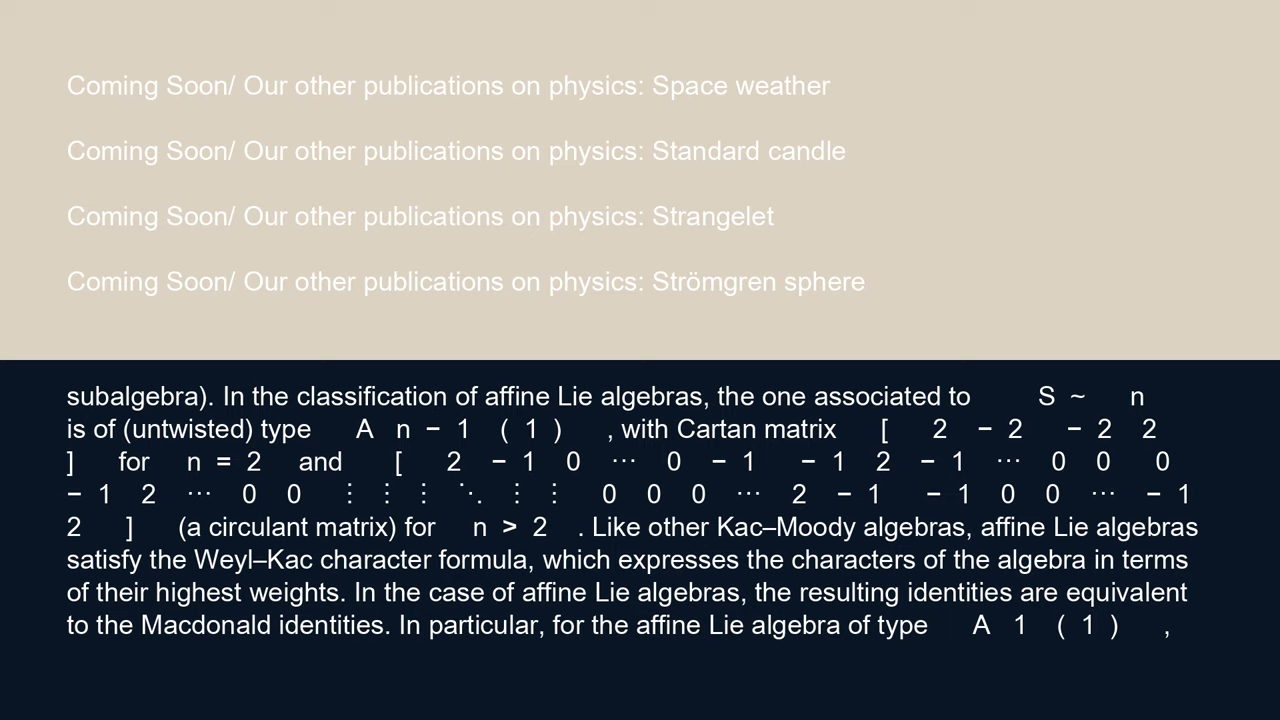 Coming Soon/ Our other publications on physics: Space weather
Coming Soon/ Our other publications on physics: Standard candle
Coming Soon/ Our other publications on physics: Strangelet
Coming Soon/ Our other publications on physics: Strömgren sphere
subalgebra). In the classification of affine Lie algebras, the one associated to S ~ n
is of (untwisted) type A n − 1 ( 1 ) , with Cartan matrix [ 2 − 2 − 2 2
] for n = 2 and [ 2 − 1 0 ⋯ 0 − 1 − 1 2 − 1 ⋯ 0 0 0
− 1 2 ⋯ 0 0 ⋮ ⋮ ⋮ ⋱ ⋮ ⋮ 0 0 0 ⋯ 2 − 1 − 1 0 0 ⋯ − 1
2 ] (a circulant matrix) for n > 2 . Like other Kac–Moody algebras, affine Lie algebras
satisfy the Weyl–Kac character formula, which expresses the characters of the algebra in terms
of their highest weights. In the case of affine Lie algebras, the resulting identities are equivalent
to the Macdonald identities. In particular, for the affine Lie algebra of type A 1 ( 1 ) ,